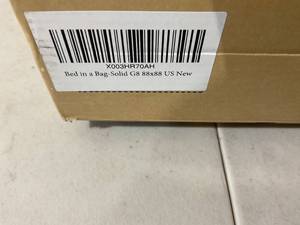 X003HR70AH
Bed in a Bag-Solid G8 88x88 US New